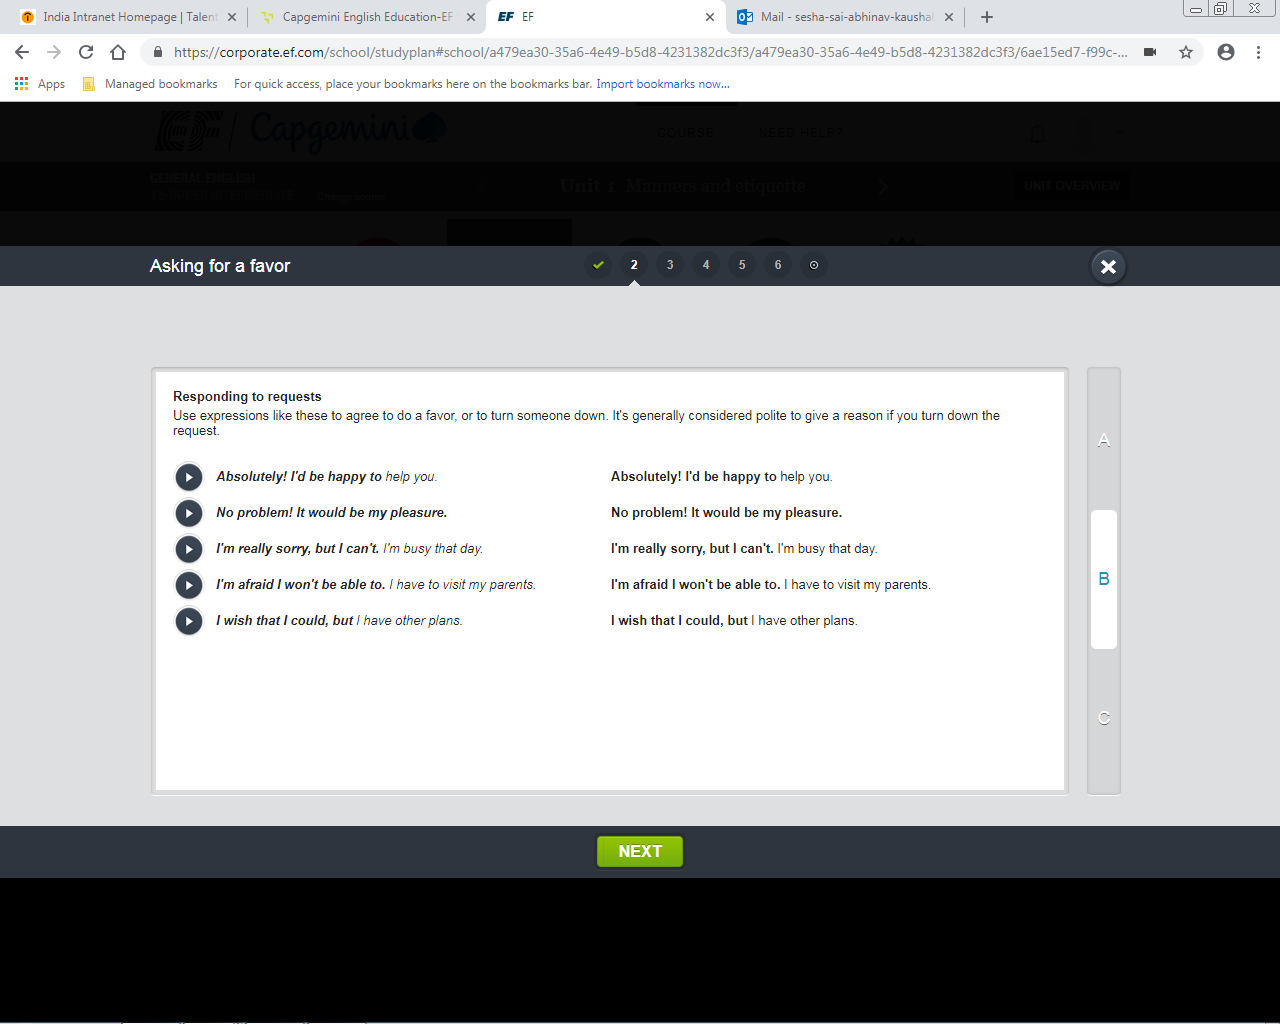 India Intranet Homepage | Talent
Capgemini English Education-EF
EF EF
Mail - sesha-sai-abhinav-kaushal
https://corporate.ef.com/school/studyplan#school/a479ea30-35a6-4e49-b5d8-4231382dc3f3/a479ea30-35a6-4e49-b5d8-4231382dc3f3/6ae15ed7-f99c-...
Apps Managed bookmarks For quick access, place your bookmarks here on the bookmarks bar. Import bookmarks now...
EF Capgemini COURSE NEED HELP?
GENERAL ENGLISH
Change course
Unit 1 Manners and etiquette
UNIT OVERVIEW
Asking for a favor 2 3 4 5 6
Responding to requests
Use expressions like these to agree to do a favor, or to turn someone down. It's generally considered polite to give a reason if you turn down the
request.
Absolutely! I'd be happy to help you. Absolutely! I'd be happy to help you.
No problem! It would be my pleasure. No problem! It would be my pleasure.
I'm really sorry, but I can't. I'm busy that day. I'm really sorry, but I can't. I'm busy that day.
I'm afraid I won't be able to. I have to visit my parents. I'm afraid I won't be able to. I have to visit my parents.
I wish that I could, but I have other plans. I wish that I could, but I have other plans.
A
B
C
NEXT